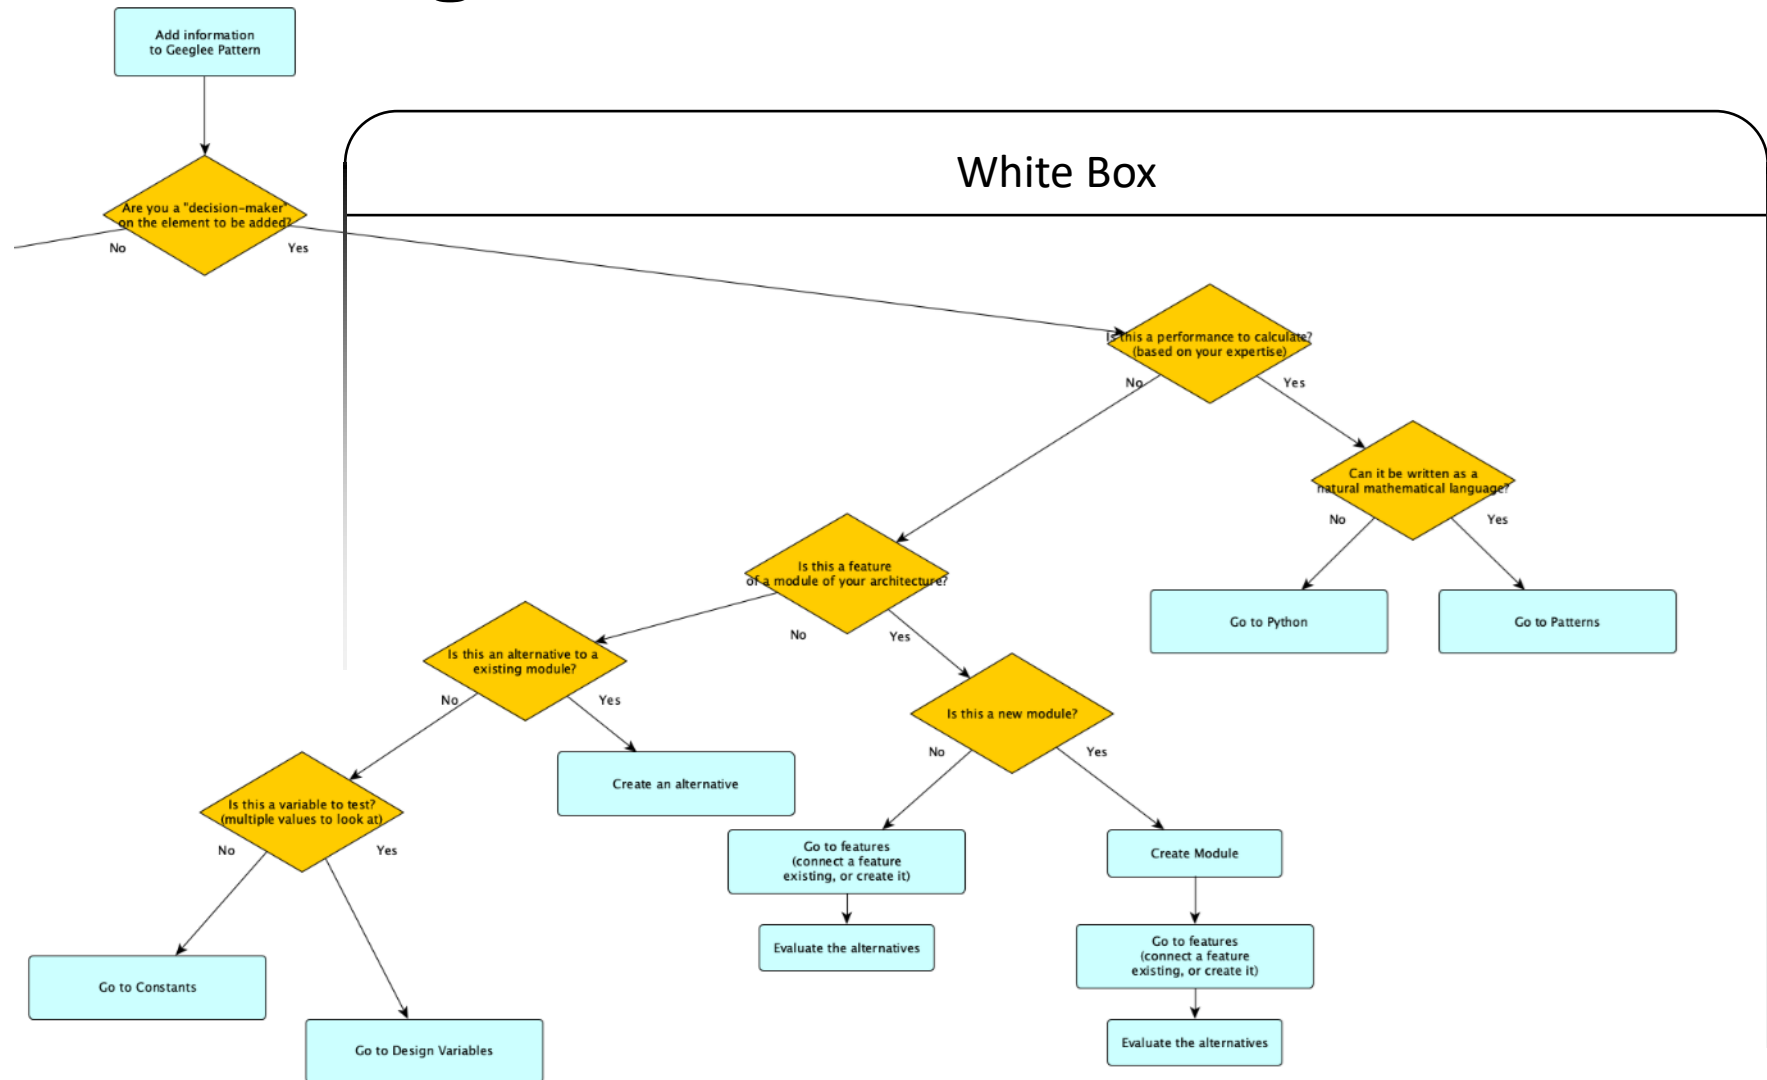 Add information
to Geeglee Pattern
White Box
Are you a "decision-maker"
on the element to be added?
No
Yes
Is this a performance to calculate?
(based on your expertise)
No
Yes
Can it be written as a
natural mathematical language?
No
Yes
Go to Python
Go to Patterns
Is this a feature
of a module of your architecture?
No
Yes
Is this an alternative to a
existing module?
No
Yes
Is this a new module?
No
Yes
Create an alternative
Is this a variable to test?
(multiple values to look at)
No
Yes
Go to features
(connect a feature
existing, or create it)
Create Module
Evaluate the alternatives
Go to features
(connect a feature
existing, or create it)
Go to Constants
Go to Design Variables
Evaluate the alternatives